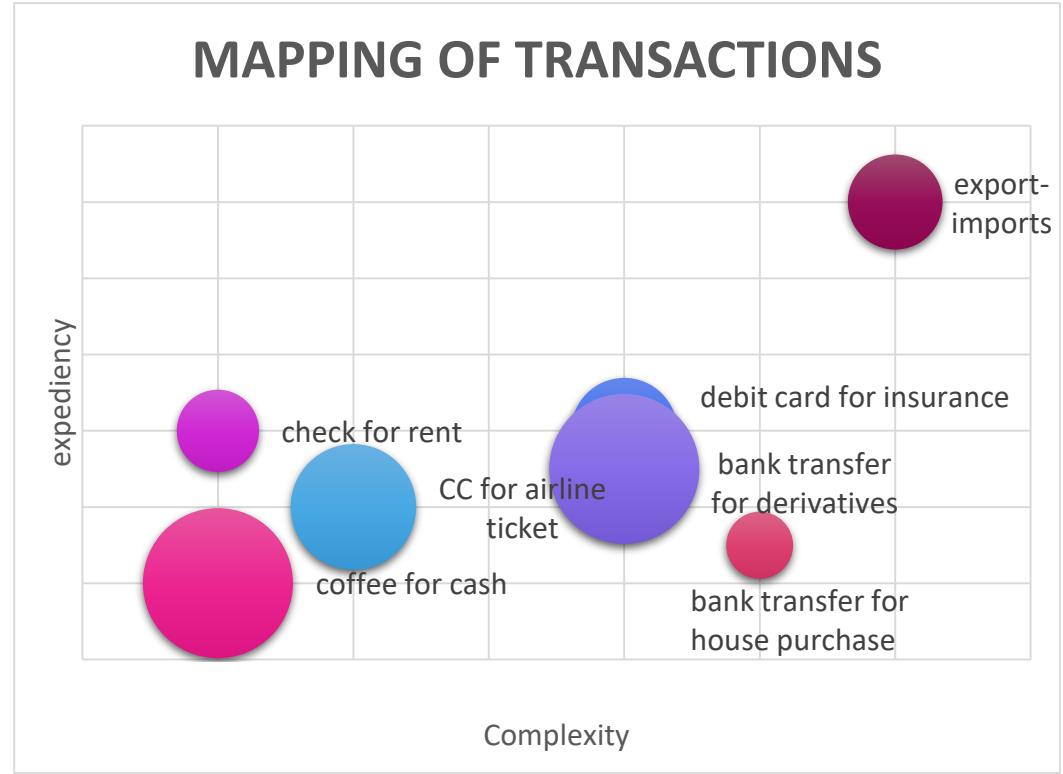 MAPPING OF TRANSACTIONS
export-
imports
expediency
debit card for insurance
check for rent
bank transfer
for derivatives
CC for airline
ticket
coffee for cash
bank transfer for
house purchase
Complexity